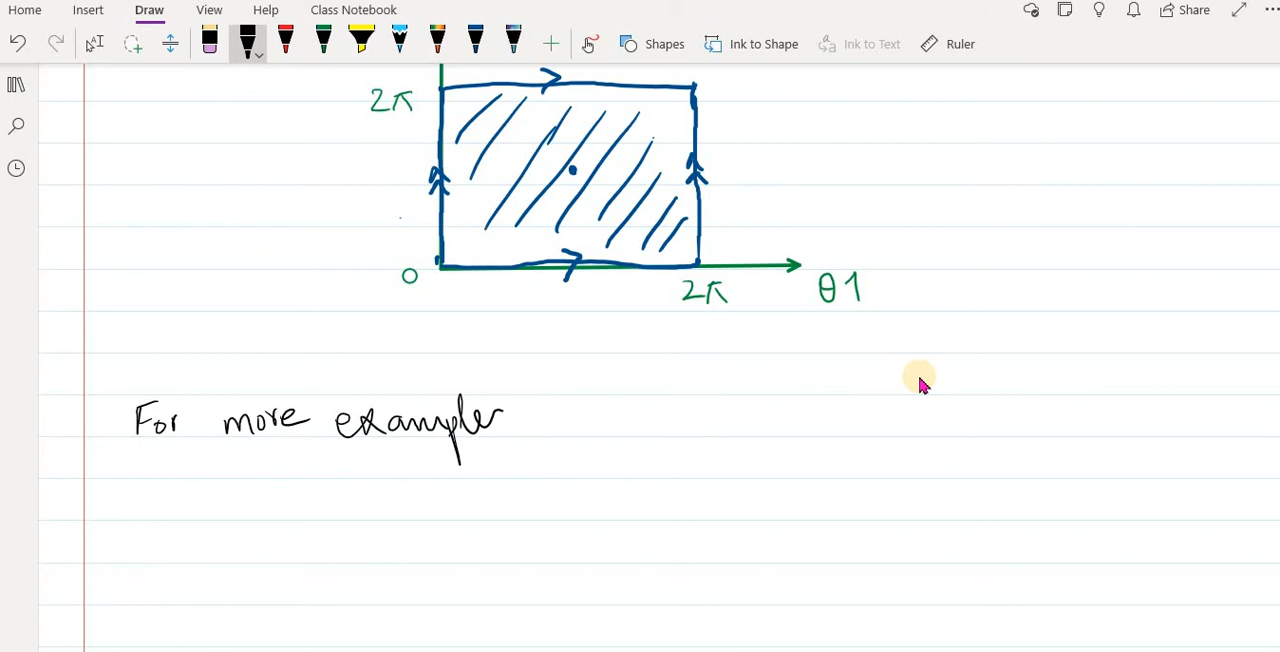 Home Insert Draw View Help Class Notebook Share
Shapes Ink to Shape Ink to Text Ruler
2π
0
2π θ1
For more examples